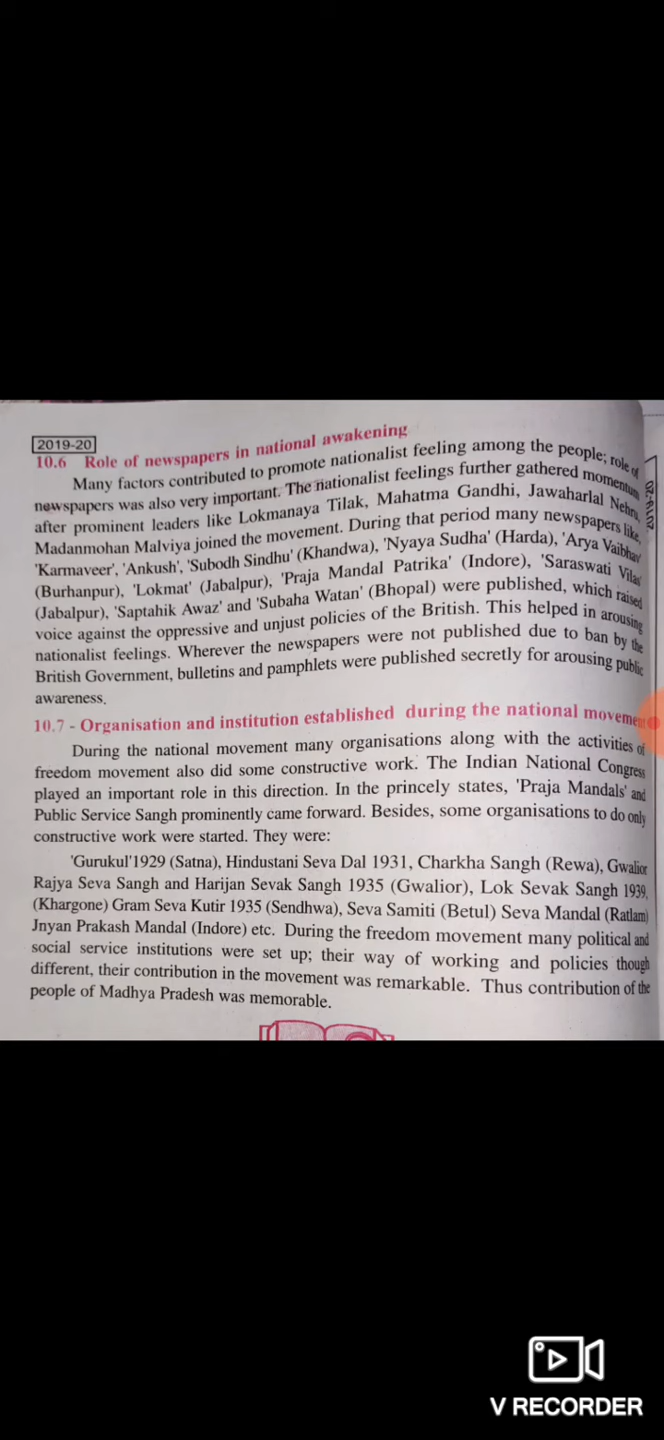 2019-20
10.6 Role of newspapers in national awakening
Many factors contributed to promote nationalist feeling among the people; role of
newspapers was also very important. The nationalist feelings further gathered momentum
after prominent leaders like Lokmanaya Tilak, Mahatma Gandhi, Jawaharlal Nehru,
Madanmohan Malviya joined the movement. During that period many newspapers like,
'Karmaveer', 'Ankush', 'Subodh Sindhu' (Khandwa), 'Nyaya Sudha' (Harda), 'Arya Vaibhav'
(Burhanpur), 'Lokmat' (Jabalpur), 'Praja Mandal Patrika' (Indore), 'Saraswati Vilas'
(Jabalpur), 'Saptahik Awaz' and 'Subaha Watan' (Bhopal) were published, which raised
voice against the oppressive and unjust policies of the British. This helped in arousing
nationalist feelings. Wherever the newspapers were not published due to ban by the
British Government, bulletins and pamphlets were published secretly for arousing public
awareness.
10.7 - Organisation and institution established during the national movement
During the national movement many organisations along with the activities of
freedom movement also did some constructive work. The Indian National Congress
played an important role in this direction. In the princely states, 'Praja Mandals' and
Public Service Sangh prominently came forward. Besides, some organisations to do only
constructive work were started. They were:
'Gurukul'1929 (Satna), Hindustani Seva Dal 1931, Charkha Sangh (Rewa), Gwalior
Rajya Seva Sangh and Harijan Sevak Sangh 1935 (Gwalior), Lok Sevak Sangh 1939,
(Khargone) Gram Seva Kutir 1935 (Sendhwa), Seva Samiti (Betul) Seva Mandal (Ratlam)
Jnyan Prakash Mandal (Indore) etc. During the freedom movement many political and
social service institutions were set up; their way of working and policies though
different, their contribution in the movement was remarkable. Thus contribution of the
people of Madhya Pradesh was memorable.
2019-20
V RECORDER